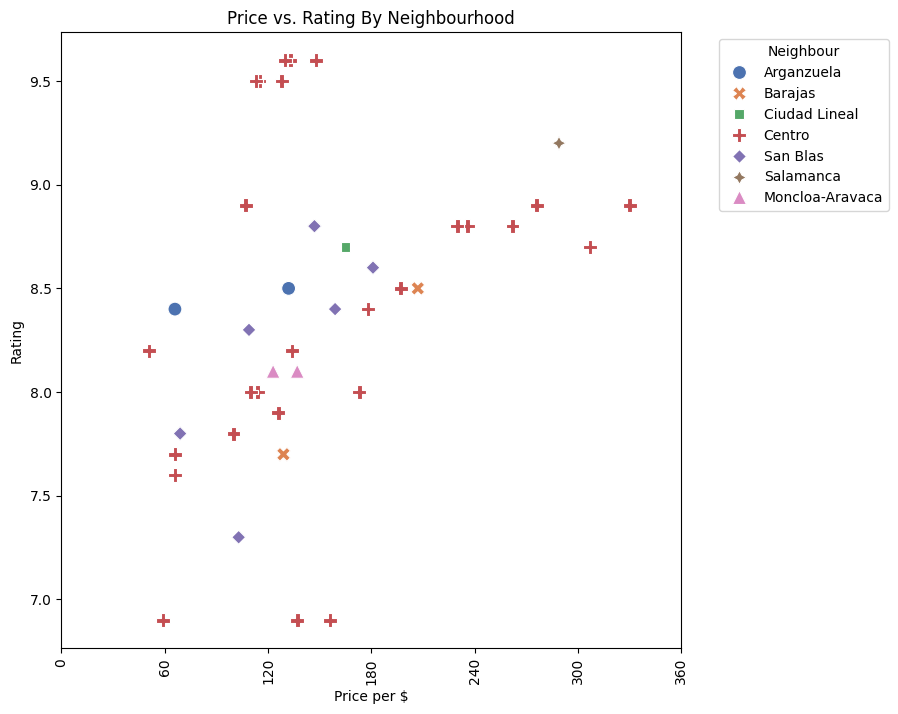 Price vs. Rating By Neighbourhood
Rating
9.5
9.0
8.5
8.0
7.5
7.0
0
60
120
180
240
300
360
Price per $
Neighbour
Arganzuela
Barajas
Ciudad Lineal
Centro
San Blas
Salamanca
Moncloa-Aravaca